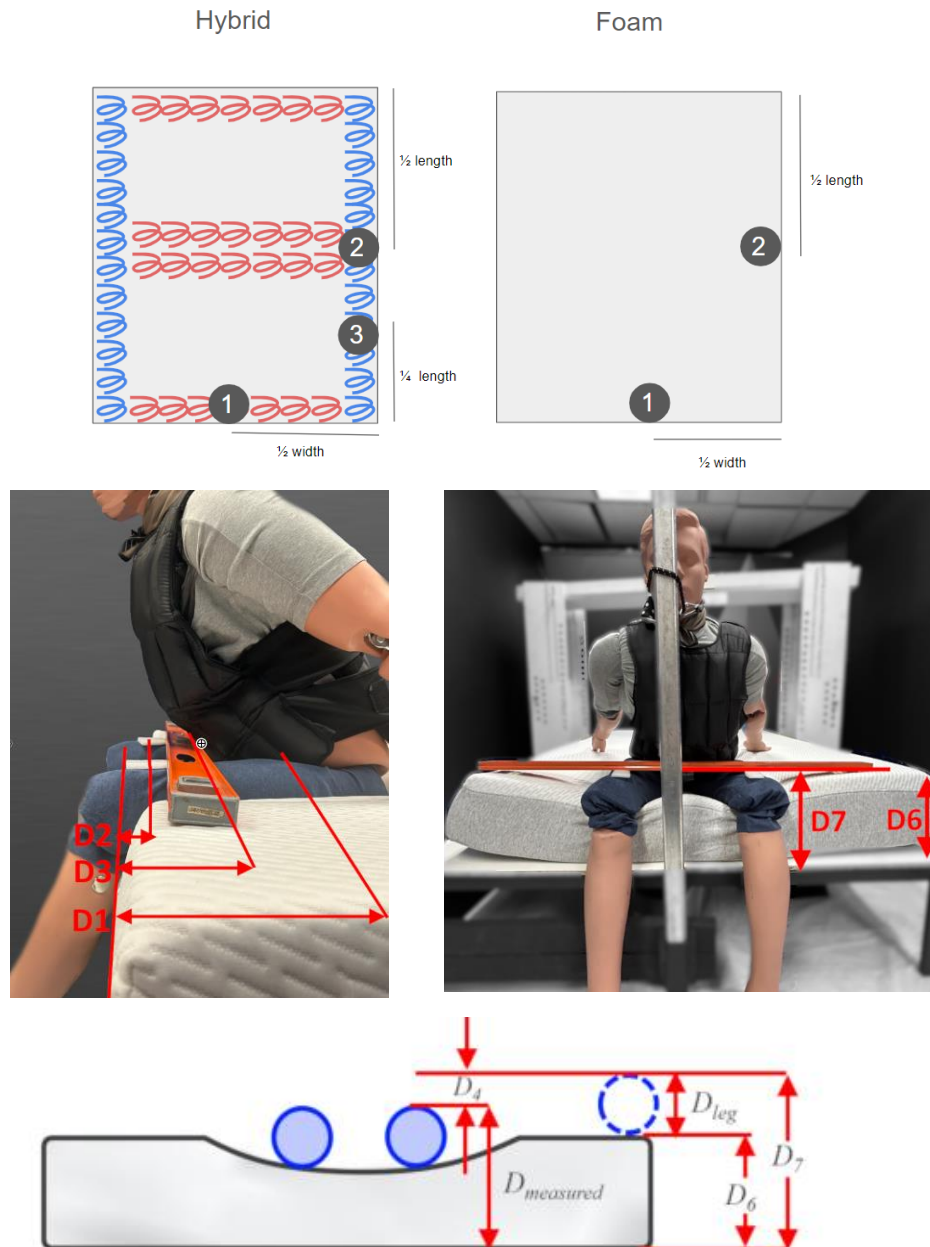 Hybrid
Foam
½ length
2
3
¼ length
1
½ width
½ length
2
1
½ width
D2
D3
D1
D7
D6
D4
Dleg
D7
Dmeasured
D6